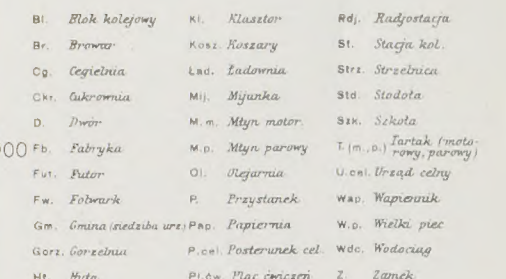 Bl. Blok kolejowy Kl. Klasztor Rdj. Radjostacja
Br. Browar Kosz. Koszary St. Stacja kol.
Cg. Cegielnia Ład. Ładownia Strz. Strzelnica
Ckr. Cukrownia Mij. Mijanka Std. Stodoła
D. Dwór M.m. Młyn motor. Szk. Szkoła
000 Fb. Fabryka M.p. Młyn parowy T.(m.,p.) Tartak (moto-
rowy, parowy)
Fut. Futor Ol. Olejarnia U.cel. Urząd celny
Fw. Folwark P. Przystanek Wap. Wapiennik
Gm. Gmina (siedziba urz.) Pap. Papiernia W.p. Wielki piec
Gorz. Gorzelnia P.cel. Posterunek cel. Wdc. Wodociąg
Ht. Huta Pl.ćw. Plac ćwiczeń Z. Zamek